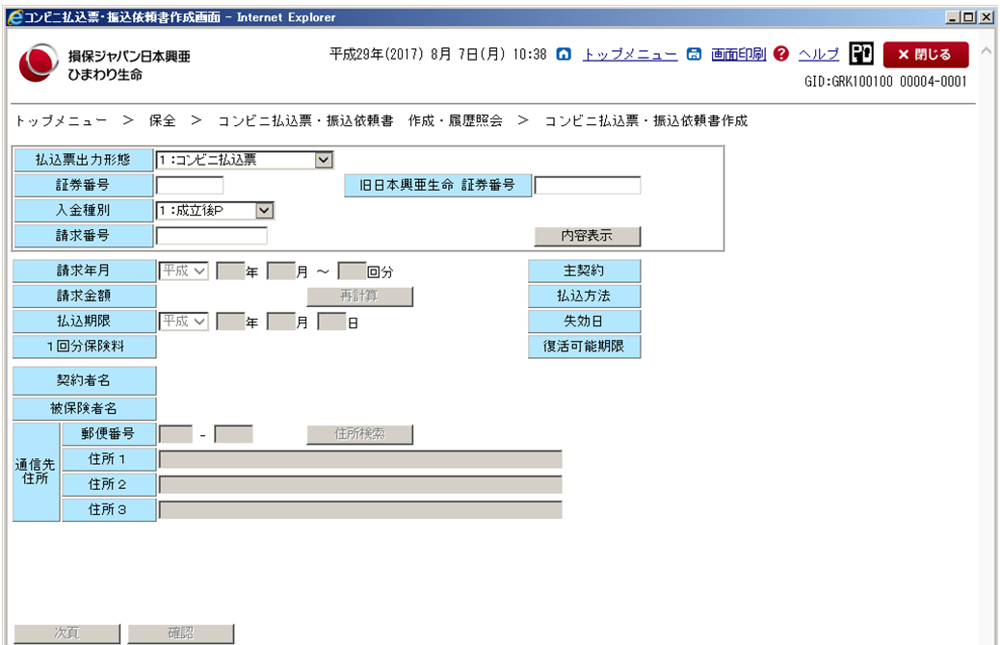 コンビニ払込票・振込依頼書作成画面 - Internet Explorer
損保ジャパン日本興亜
ひまわり生命
平成29年(2017) 8月 7日(月) 10:38 トップメニュー 画面印刷 ヘルプ × 閉じる
GID:GRK100100 00004-0001
トップメニュー > 保全 > コンビニ払込票・振込依頼書 作成・履歴照会 > コンビニ払込票・振込依頼書作成
払込票出力形態 1:コンビニ払込票
証券番号 旧日本興亜生命 証券番号
入金種別 1:成立後P
請求番号 内容表示
請求年月 平成 年 月 ~ 回分 主契約
請求金額 再計算 払込方法
払込期限 平成 年 月 日 失効日
1回分保険料 復活可能期限
契約者名
被保険者名
通信先住所 郵便番号 - 住所検索
住所1
住所2
住所3
次頁 確認